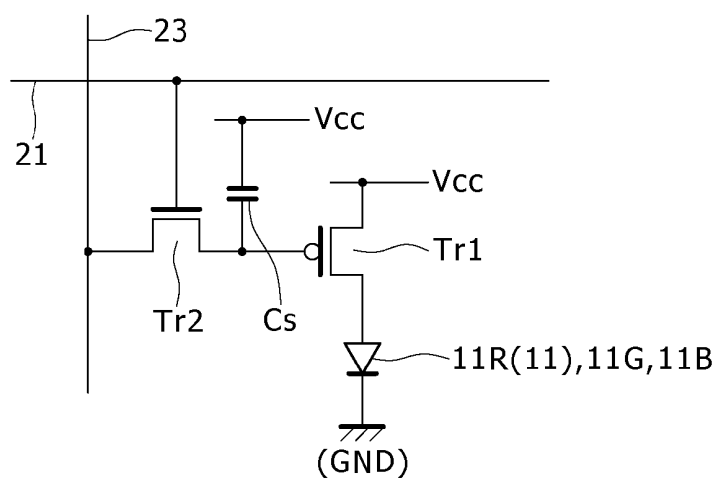 23
Vcc
21
Vcc
Tr1
Tr2
Cs
11R(11),11G,11B
(GND)